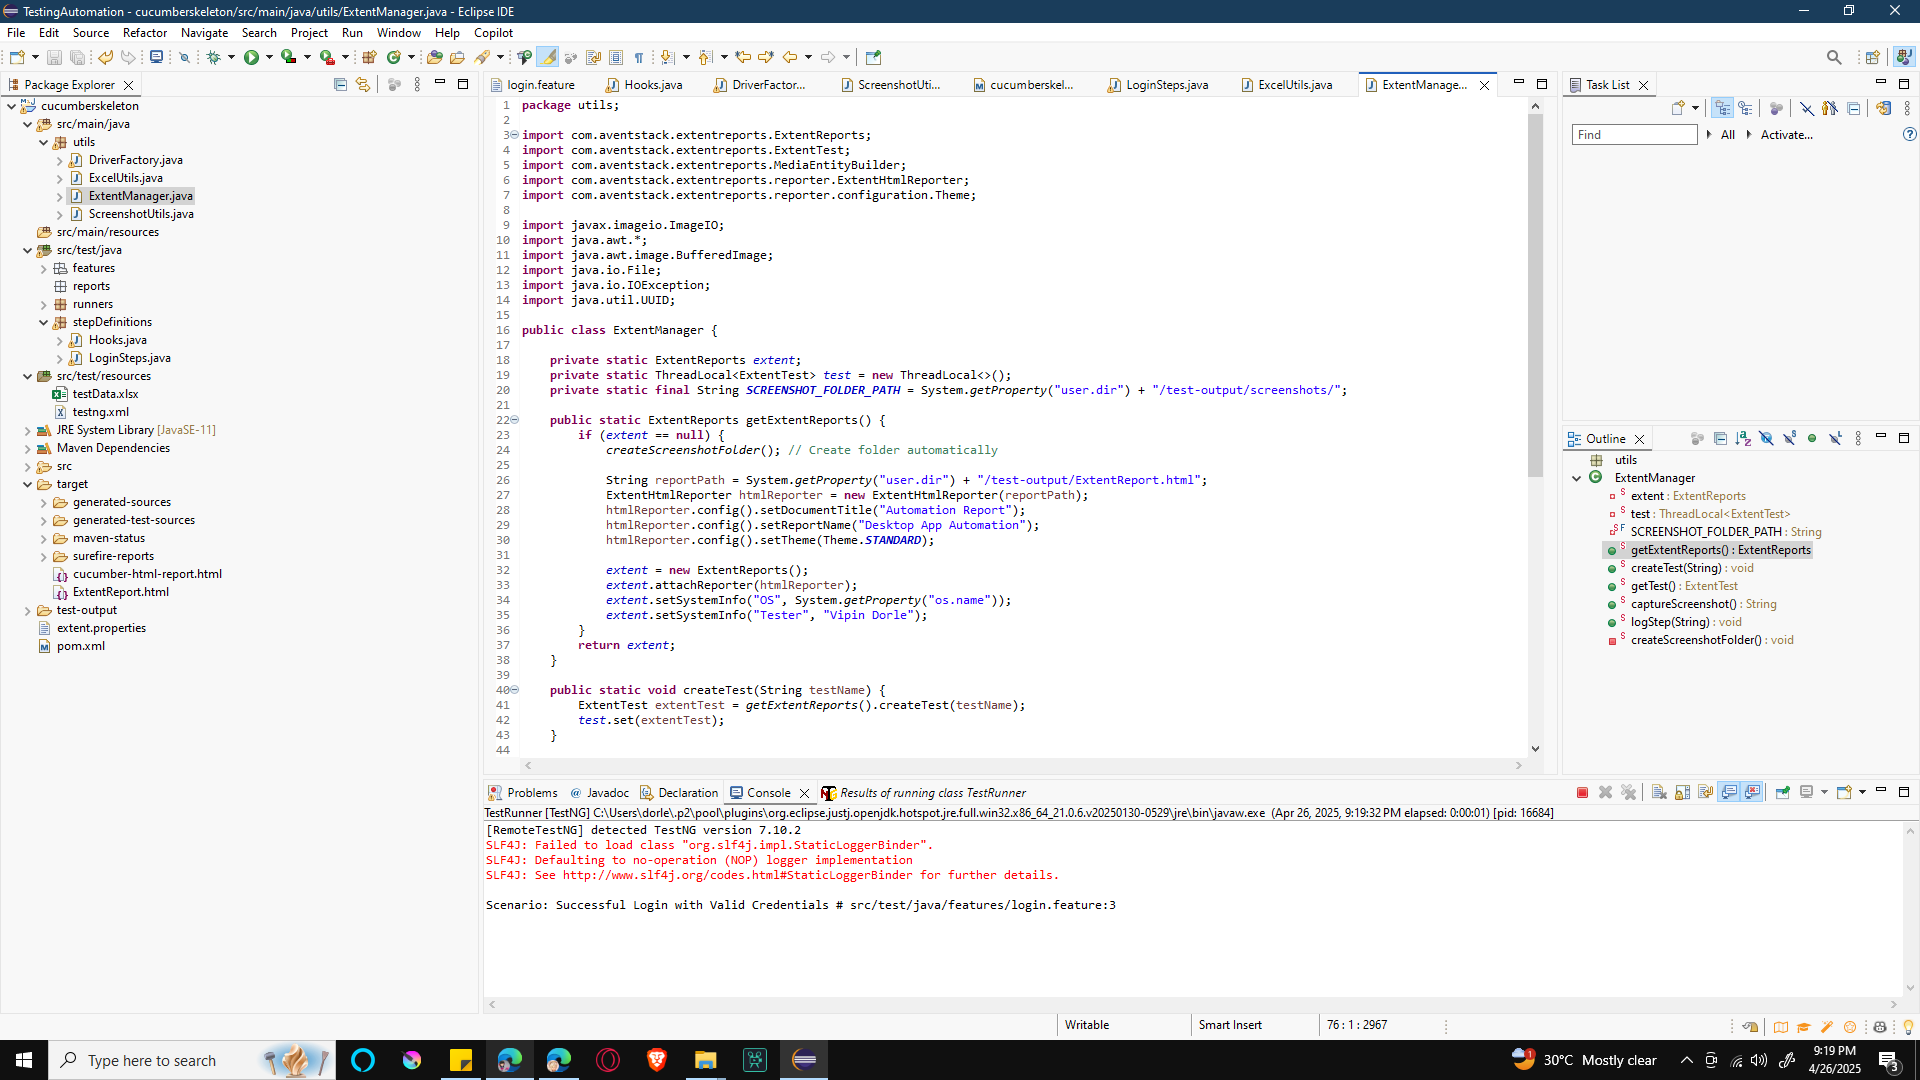 TestingAutomation - cucumberskeleton/src/main/java/utils/ExtentManager.java - Eclipse IDE
File Edit Source Refactor Navigate Search Project Run Window Help Copilot
Package Explorer
cucumberskeleton
src/main/java
utils
DriverFactory.java
ExcelUtils.java
ExtentManager.java
ScreenshotUtils.java
src/main/resources
src/test/java
features
reports
runners
stepDefinitions
Hooks.java
LoginSteps.java
src/test/resources
testData.xlsx
testng.xml
JRE System Library [JavaSE-11]
Maven Dependencies
src
target
generated-sources
generated-test-sources
maven-status
surefire-reports
cucumber-html-report.html
ExtentReport.html
test-output
extent.properties
pom.xml
login.feature Hooks.java DriverFactor... ScreenshotUti... cucumberskel... LoginSteps.java ExcelUtils.java ExtentManage...
1 package utils;
2
3 import com.aventstack.extentreports.ExtentReports;
4 import com.aventstack.extentreports.ExtentTest;
5 import com.aventstack.extentreports.MediaEntityBuilder;
6 import com.aventstack.extentreports.reporter.ExtentHtmlReporter;
7 import com.aventstack.extentreports.reporter.configuration.Theme;
8
9 import javax.imageio.ImageIO;
10 import java.awt.*;
11 import java.awt.image.BufferedImage;
12 import java.io.File;
13 import java.io.IOException;
14 import java.util.UUID;
15
16 public class ExtentManager {
17
18 private static ExtentReports extent;
19 private static ThreadLocal<ExtentTest> test = new ThreadLocal<>();
20 private static final String SCREENSHOT_FOLDER_PATH = System.getProperty("user.dir") + "/test-output/screenshots/";
21
22 public static ExtentReports getExtentReports() {
23 if (extent == null) {
24 createScreenshotFolder(); // Create folder automatically
25
26 String reportPath = System.getProperty("user.dir") + "/test-output/ExtentReport.html";
27 ExtentHtmlReporter htmlReporter = new ExtentHtmlReporter(reportPath);
28 htmlReporter.config().setDocumentTitle("Automation Report");
29 htmlReporter.config().setReportName("Desktop App Automation");
30 htmlReporter.config().setTheme(Theme.STANDARD);
31
32 extent = new ExtentReports();
33 extent.attachReporter(htmlReporter);
34 extent.setSystemInfo("OS", System.getProperty("os.name"));
35 extent.setSystemInfo("Tester", "Vipin Dorle");
36 }
37 return extent;
38 }
39
40 public static void createTest(String testName) {
41 ExtentTest extentTest = getExtentReports().createTest(testName);
42 test.set(extentTest);
43 }
44
Task List
Find All Activate...
Outline
utils
ExtentManager
extent : ExtentReports
test : ThreadLocal<ExtentTest>
SCREENSHOT_FOLDER_PATH : String
getExtentReports() : ExtentReports
createTest(String) : void
getTest() : ExtentTest
captureScreenshot() : String
logStep(String) : void
createScreenshotFolder() : void
Problems Javadoc Declaration Console Results of running class TestRunner
TestRunner [TestNG] C:\Users\dorle\.p2\pool\plugins\org.eclipse.justj.openjdk.hotspot.jre.full.win32.x86_64_21.0.6.v20250130-0529\jre\bin\javaw.exe (Apr 26, 2025, 9:19:32 PM elapsed: 0:00:01) [pid: 16684]
[RemoteTestNG] detected TestNG version 7.10.2
SLF4J: Failed to load class "org.slf4j.impl.StaticLoggerBinder".
SLF4J: Defaulting to no-operation (NOP) logger implementation
SLF4J: See http://www.slf4j.org/codes.html#StaticLoggerBinder for further details.
Scenario: Successful Login with Valid Credentials # src/test/java/features/login.feature:3
Writable Smart Insert 76 : 1 : 2967
Type here to search
30°C Mostly clear
9:19 PM
4/26/2025
3